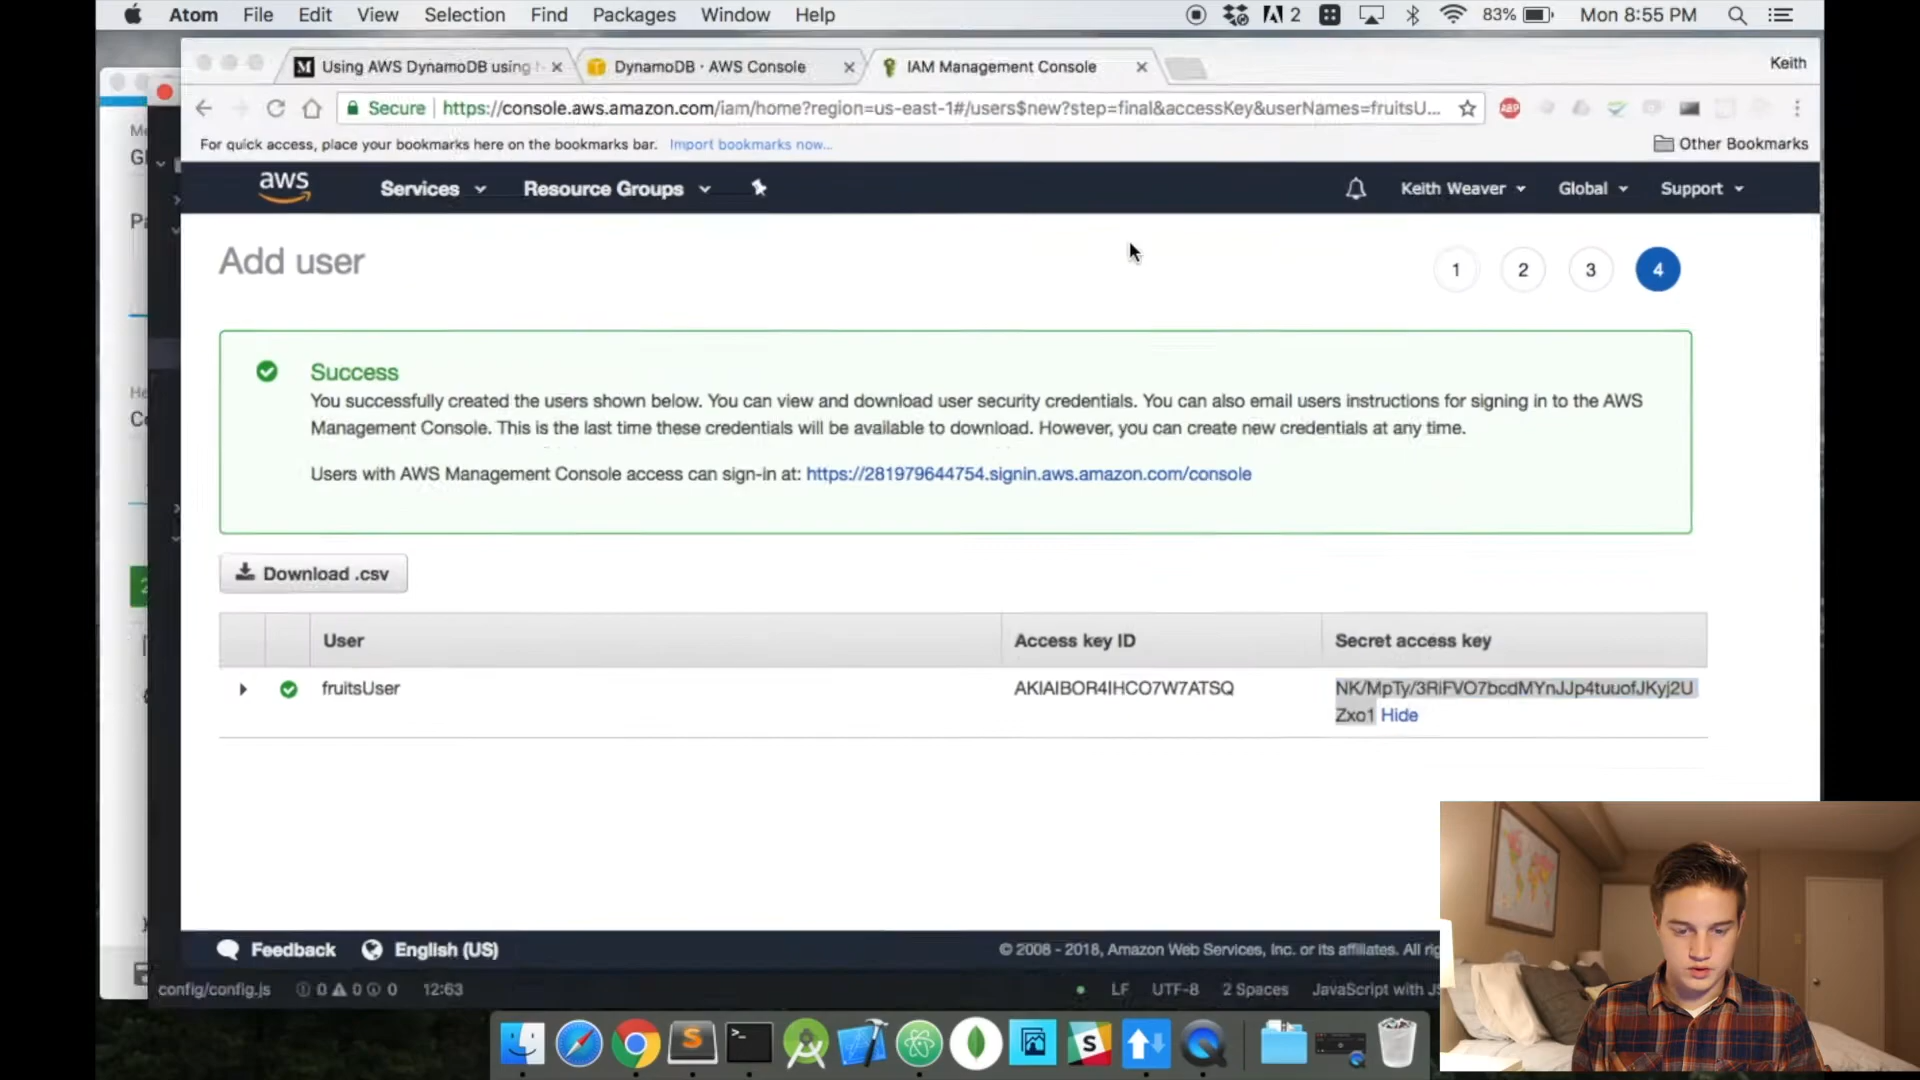 Atom File Edit View Selection Find Packages Window Help 2 83% Mon 8:55 PM
Using AWS DynamoDB using
DynamoDB · AWS Console
IAM Management Console
Keith
Secure https://console.aws.amazon.com/iam/home?region=us-east-1#/users$new?step=final&accessKey&userNames=fruitsU...
ABP
For quick access, place your bookmarks here on the bookmarks bar. Import bookmarks now... Other Bookmarks
aws Services Resource Groups Keith Weaver Global Support
Add user
1 2 3 4
Success
You successfully created the users shown below. You can view and download user security credentials. You can also email users instructions for signing in to the AWS
Management Console. This is the last time these credentials will be available to download. However, you can create new credentials at any time.
Users with AWS Management Console access can sign-in at: https://281979644754.signin.aws.amazon.com/console
Download .csv
User Access key ID Secret access key
fruitsUser AKIAIBOR4IHCO7W7ATSQ NK/MpTy/3RiFVO7bcdMYnJJp4tuuofJKyj2U
Zxo1 Hide
Feedback English (US) © 2008 - 2018, Amazon Web Services, Inc. or its affiliates. All rig
config/config.js 0 0 0 12:63 LF UTF-8 2 Spaces JavaScript with JS